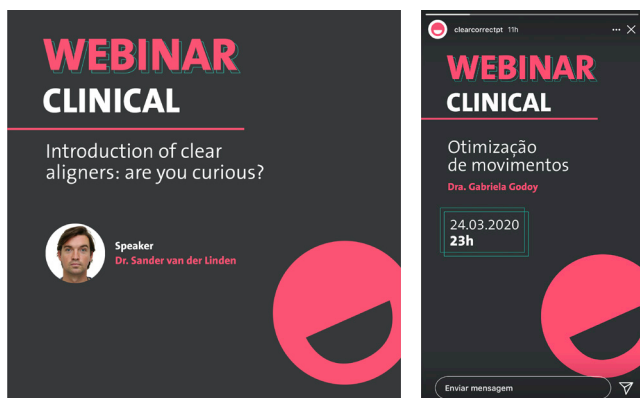 WEBINAR
CLINICAL
Introduction of clear
aligners: are you curious?
Speaker
Dr. Sander van der Linden
clearcorrectpt 11h
WEBINAR
CLINICAL
Otimização
de movimentos
Dra. Gabriela Godoy
24.03.2020
23h
Enviar mensagem